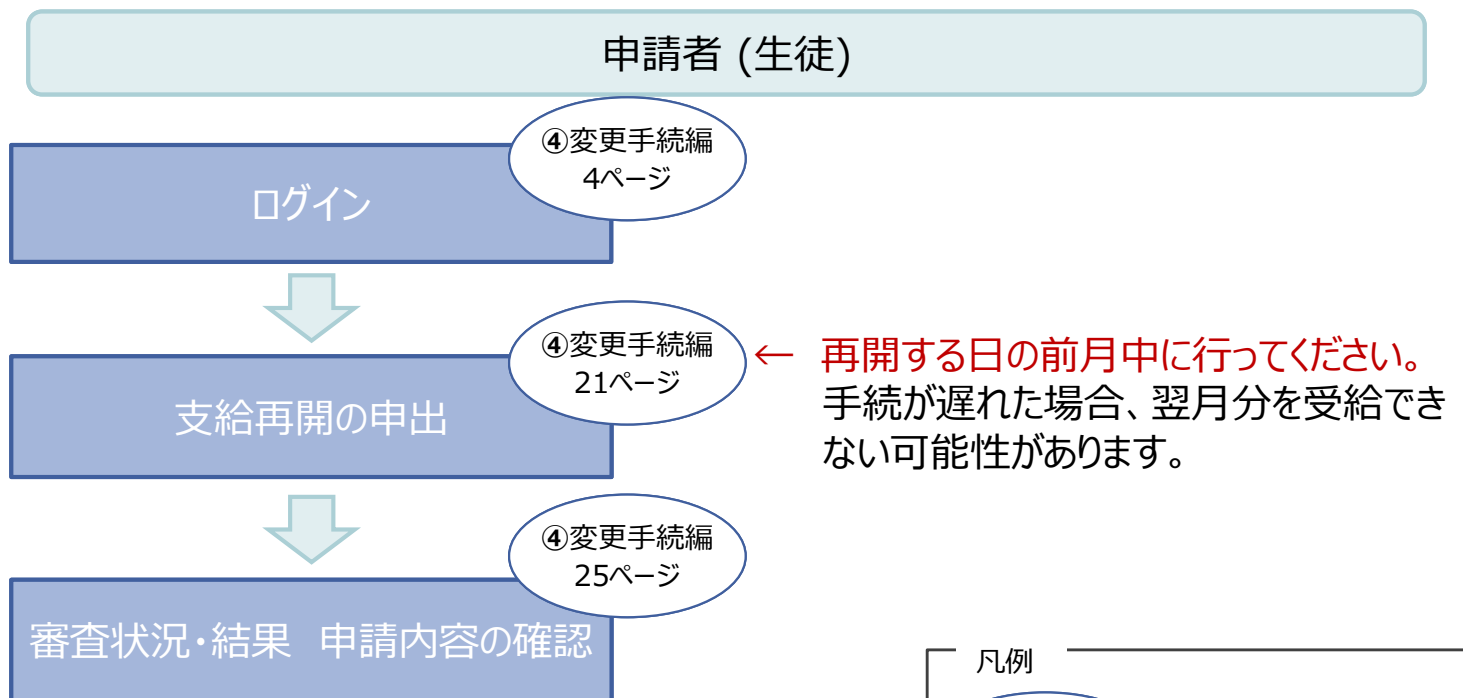 申請者 (生徒)
④変更手続編
4ページ
ログイン
④変更手続編
21ページ
← 再開する日の前月中に行ってください。
手続が遅れた場合、翌月分を受給でき
ない可能性があります。
支給再開の申出
④変更手続編
25ページ
審査状況・結果　申請内容の確認
凡例